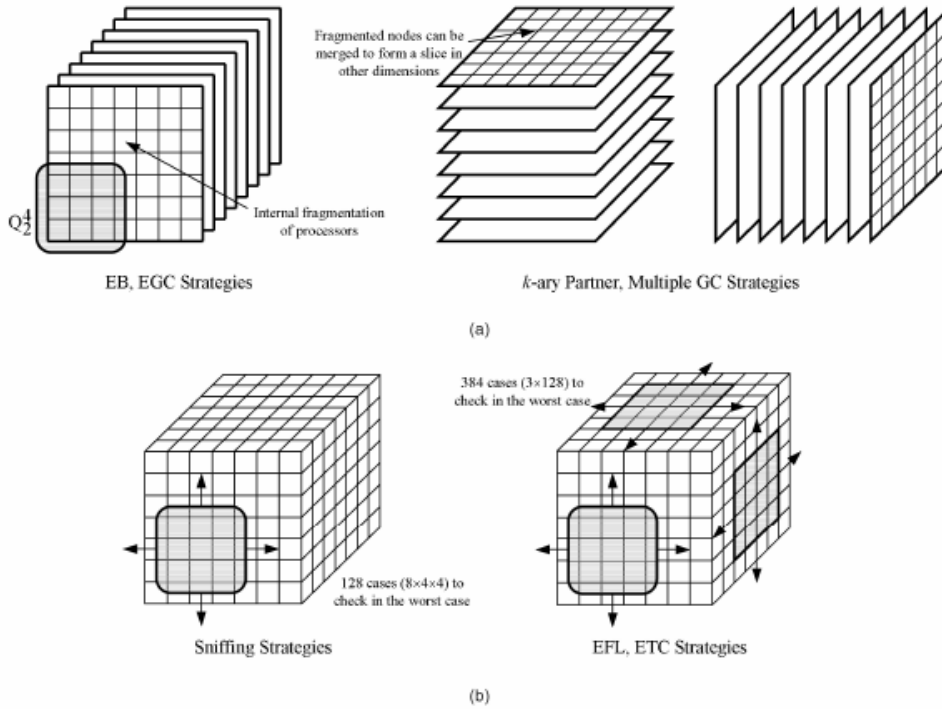 Fragmented nodes can be
merged to form a slice in
other dimensions
Q
4
2
Internal fragmentation
of processors
EB, EGC Strategies
k-ary Partner, Multiple GC Strategies
(a)
384 cases (3×128) to
check in the worst case
128 cases (8×4×4) to
check in the worst case
Sniffing Strategies
EFL, ETC Strategies
(b)